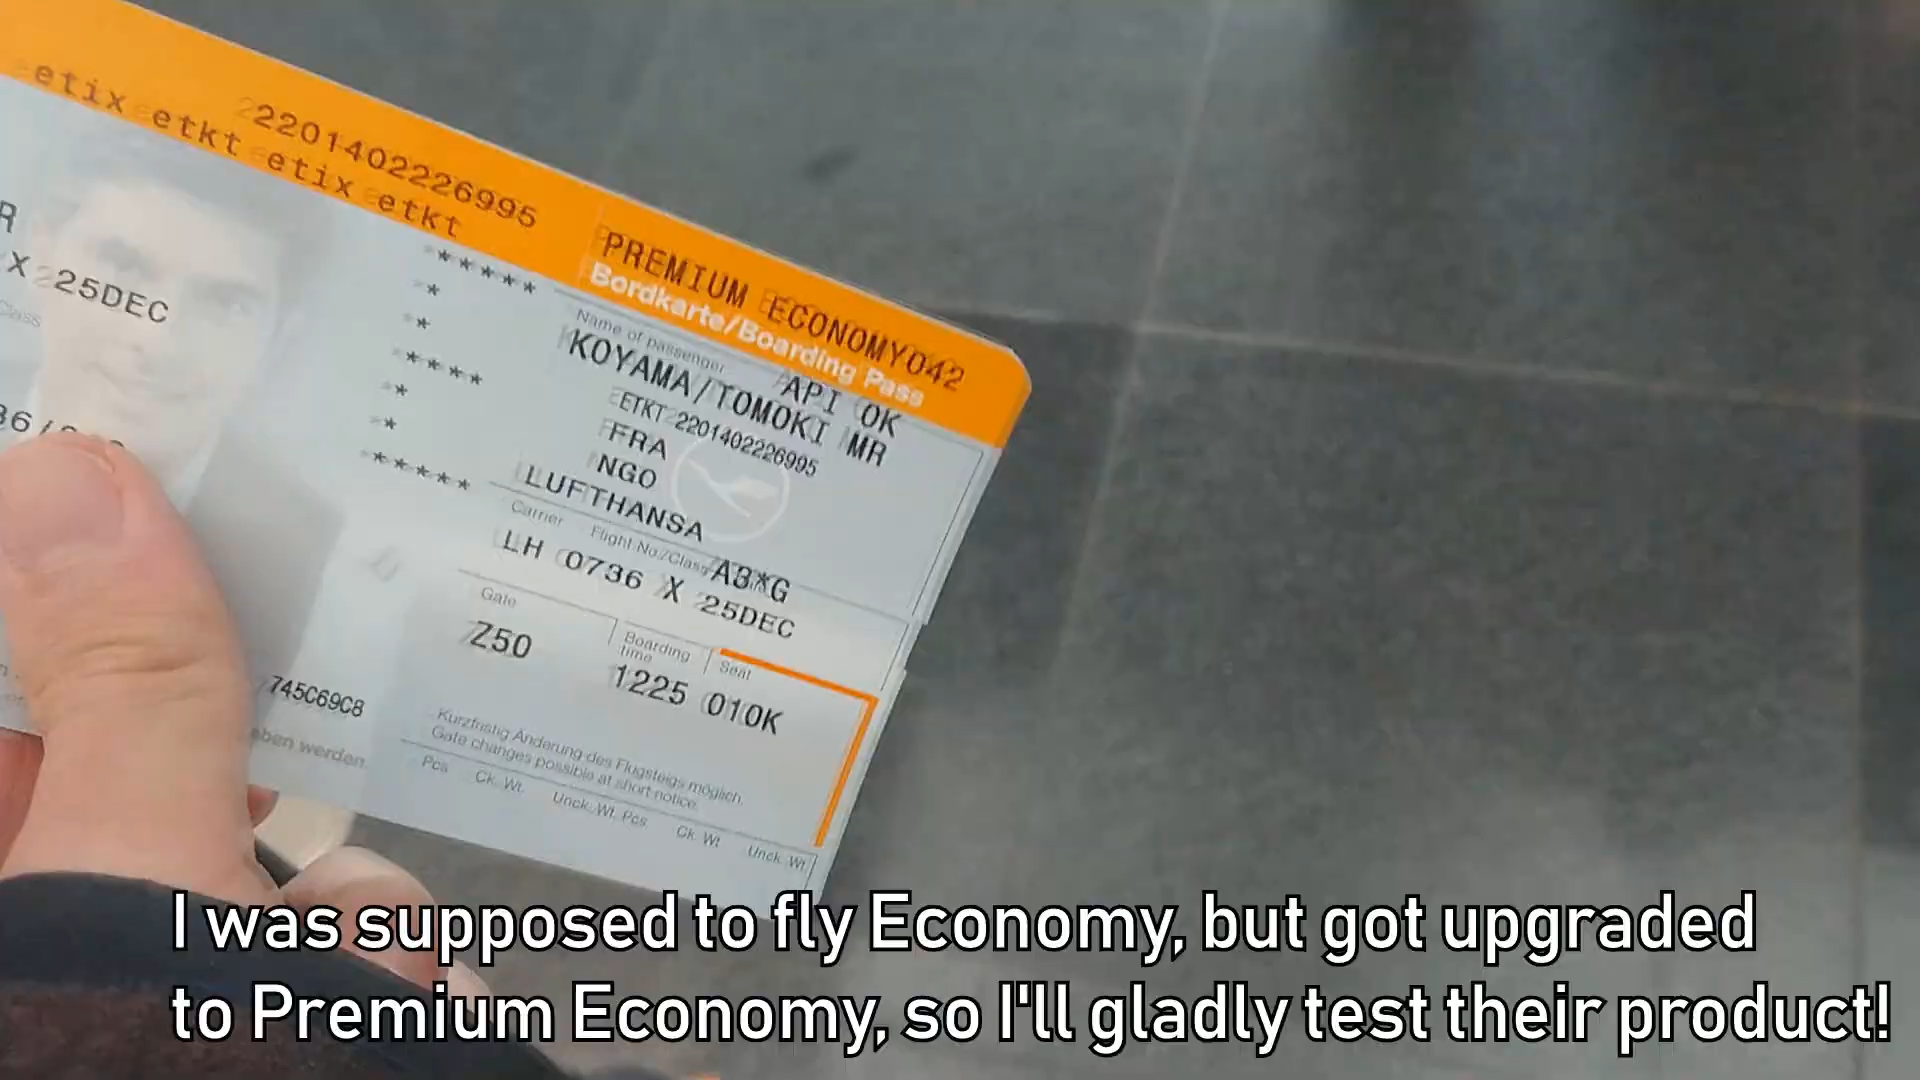 etix etkt etix etkt
2201402226995
PREMIUM ECONOMY042
Bordkarte/Boarding Pass
Name of passenger
API OK
KOYAMA/TOMOKI MR
ETKT 2201402226995
FRA
NGO
LUFTHANSA
Carrier Flight No./Class
A3*G
LH 0736 X 25DEC
Gate
Boarding time
Seat
Z50
1225
010K
Kurzfristig Änderung des Flugsteigs möglich.
Gate changes possible at short notice.
Pcs Ck. Wt. Unck. Wt. Pcs Ck. Wt Unck. Wt
*****
**
**
****
**
**
*****
R
X 25DEC
Class
36/
745C69C8
eben werden.
I was supposed to fly Economy, but got upgraded
to Premium Economy, so I'll gladly test their product!